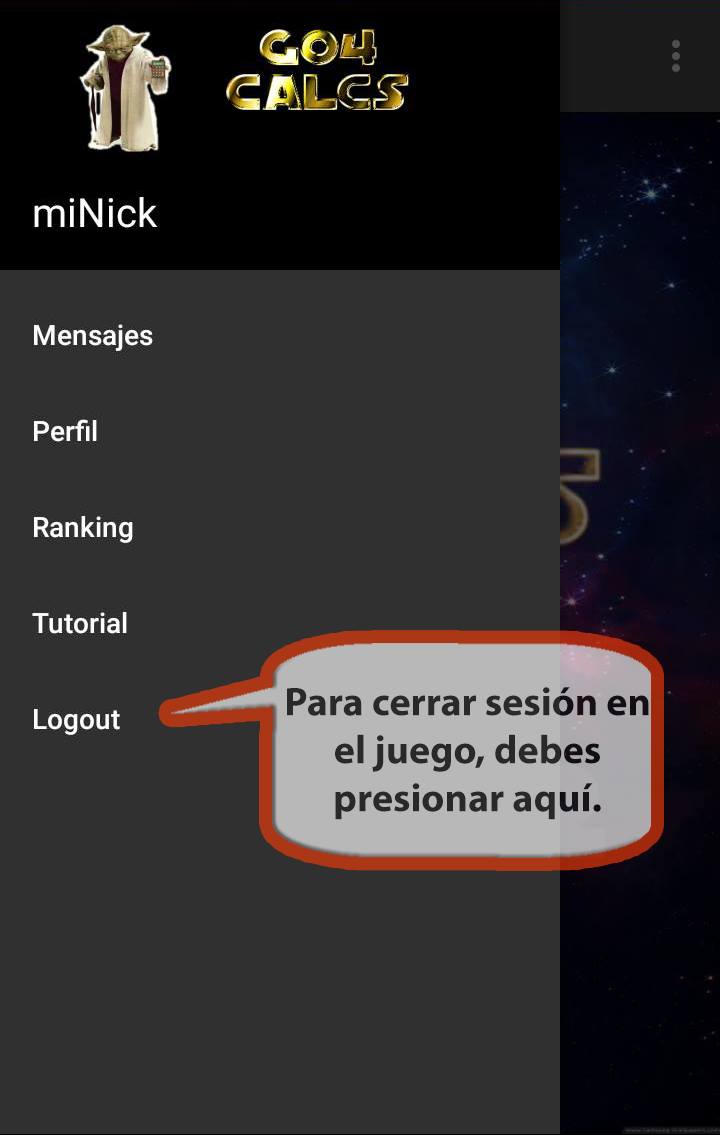 GO4
CALCS
miNick
Mensajes
Perfil
Ranking
Tutorial
Logout
Para cerrar sesión en
el juego, debes
presionar aquí.